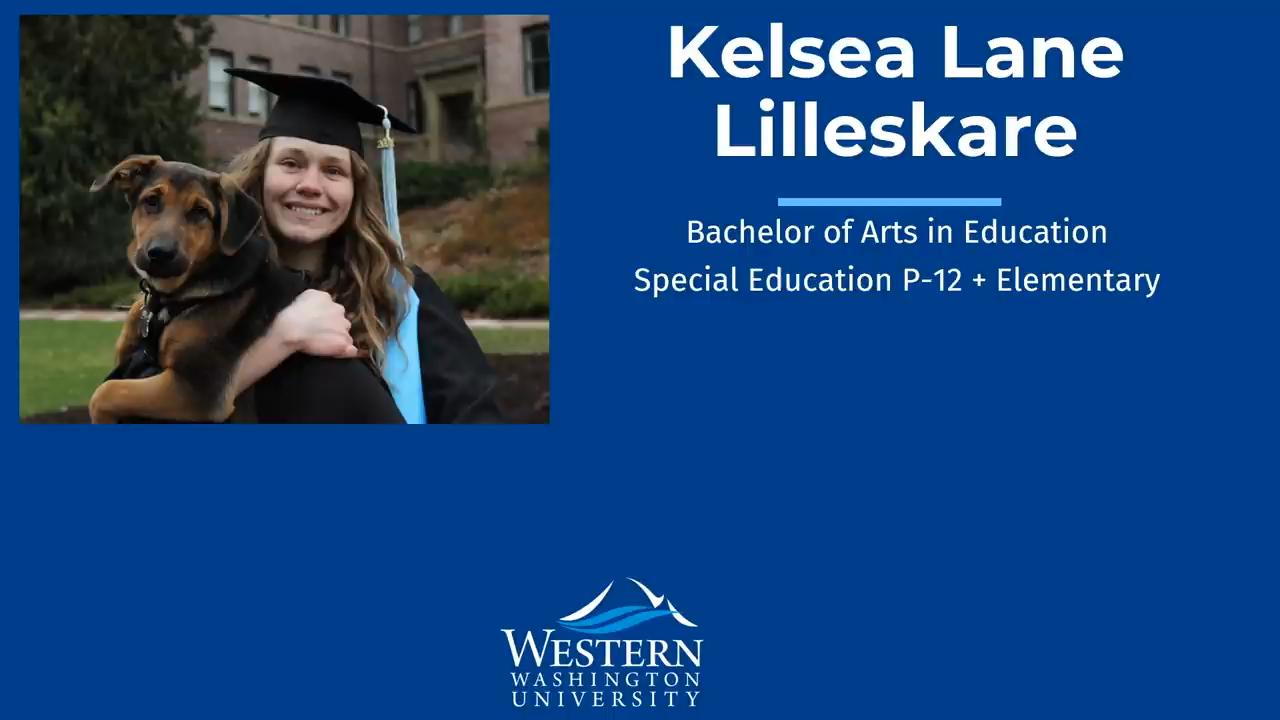 Kelsea Lane
Lilleskare
Bachelor of Arts in Education
Special Education P-12 + Elementary
WESTERN
WASHINGTON
UNIVERSITY